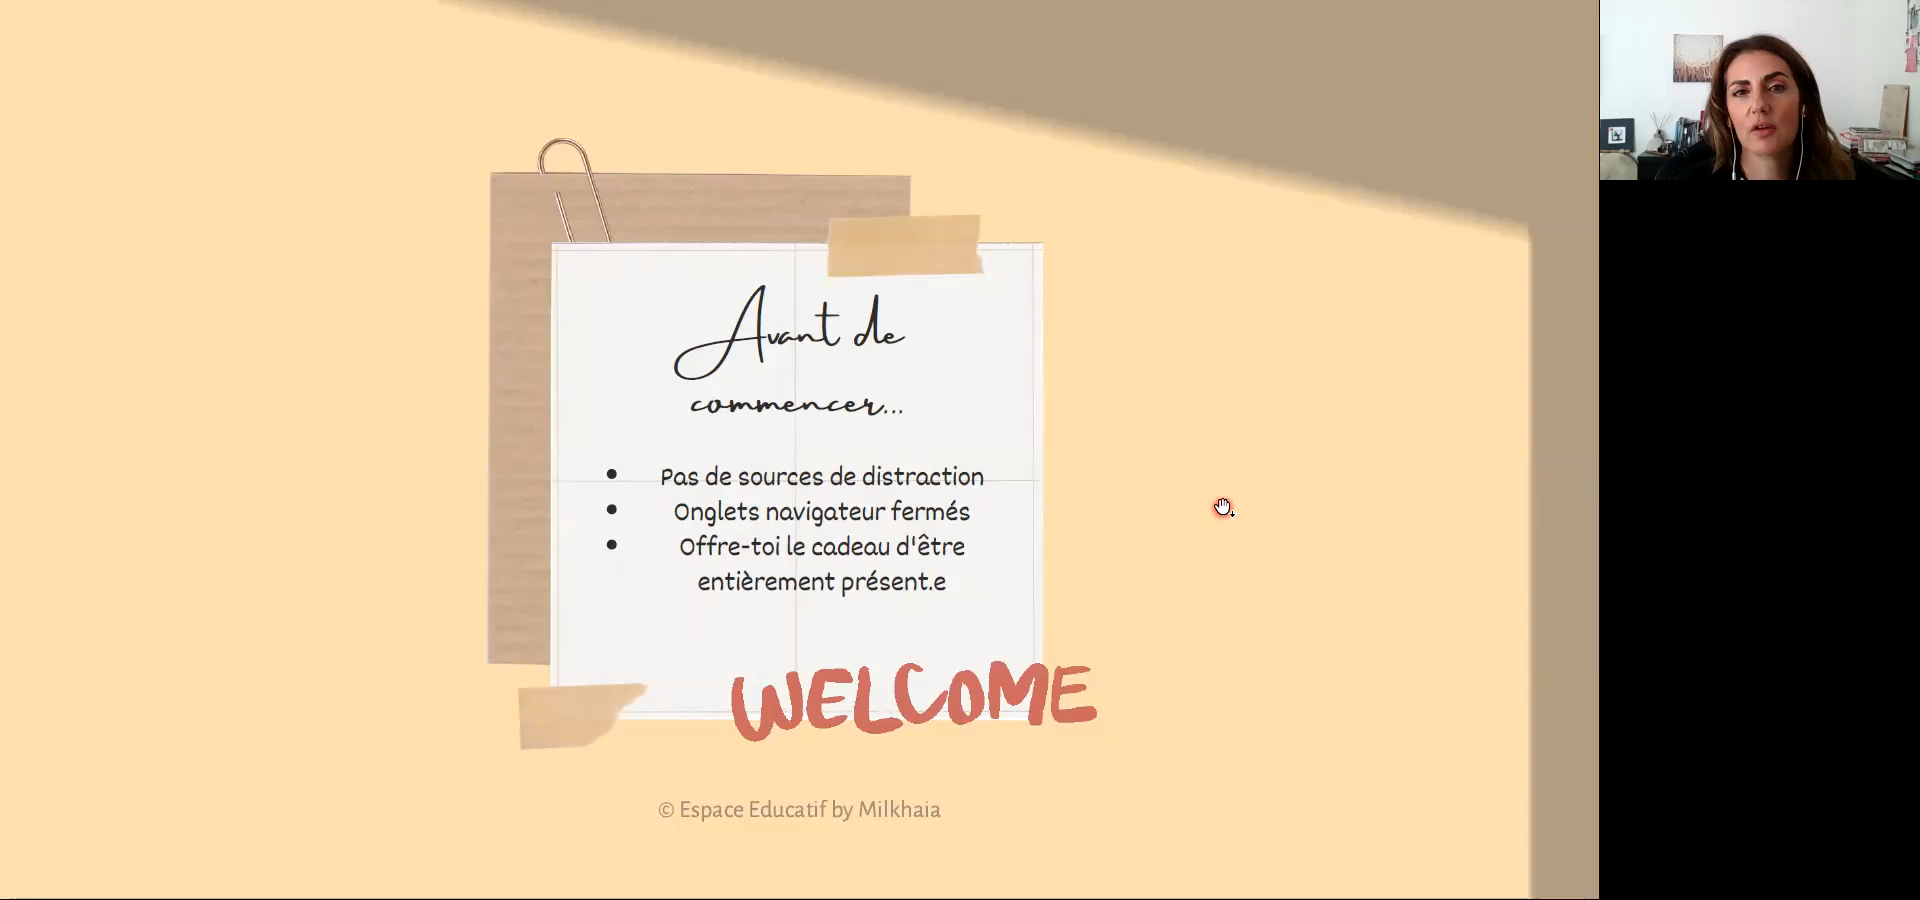 Avant de
commencer...
• Pas de sources de distraction
• Onglets navigateur fermés
• Offre-toi le cadeau d'être
entièrement présent.e
WELCOME
© Espace Educatif by Milkhaia